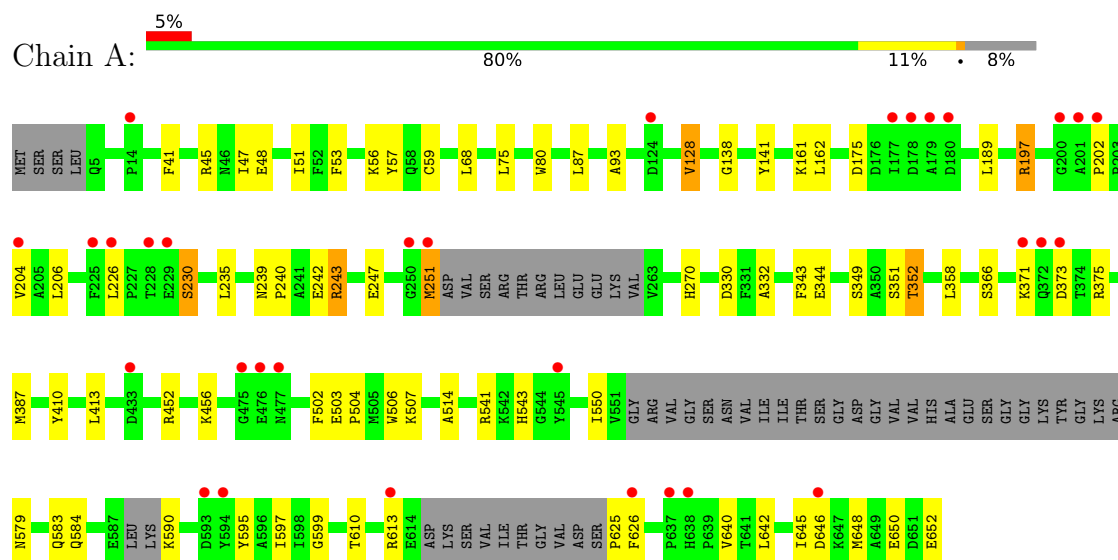 5%
Chain A:
80% 11% • 8%
MET SER SER LEU Q5 P14 F41 R45 N46 I47 E48 I51 F52 F53 K56 Y57 Q58 C59 L68 L75 W80 L87 A93 D124 V128 G138 Y141 K161 L162 D175 D176 I177 D178 A179 D180 L189 R197 G200 A201 P202
V204 A205 L206 F225 L226 P227 T228 E229 S230 L235 N239 P240 A241 E242 R243 E247 G250 M251 ASP VAL SER ARG THR ARG LEU GLU GLU LYS VAL V263 H270 D330 F331 A332 F343 E344 S349 A350 S351 T352 L358 S366 K371 Q372 D373 T374 R375
M387 Y410 L413 D433 R452 K456 G475 E476 N477 F502 E503 P504 M505 W506 K507 A514 R541 K542 H543 G544 Y545 I550 V551 GLY ARG VAL GLY SER ASN VAL ILE ILE THR SER GLY ASP GLY VAL VAL HIS ALA GLU SER GLY GLY LYS TYR GLY LYS ARG
N579 Q583 Q584 E587 LEU LYS K590 D593 Y594 Y595 A596 I597 I598 G599 T610 R613 E614 ASP LYS SER VAL ILE THR GLY VAL ASP SER P625 F626 P637 H638 P639 V640 T641 L642 I645 D646 K647 M648 A649 E650 D651 E652